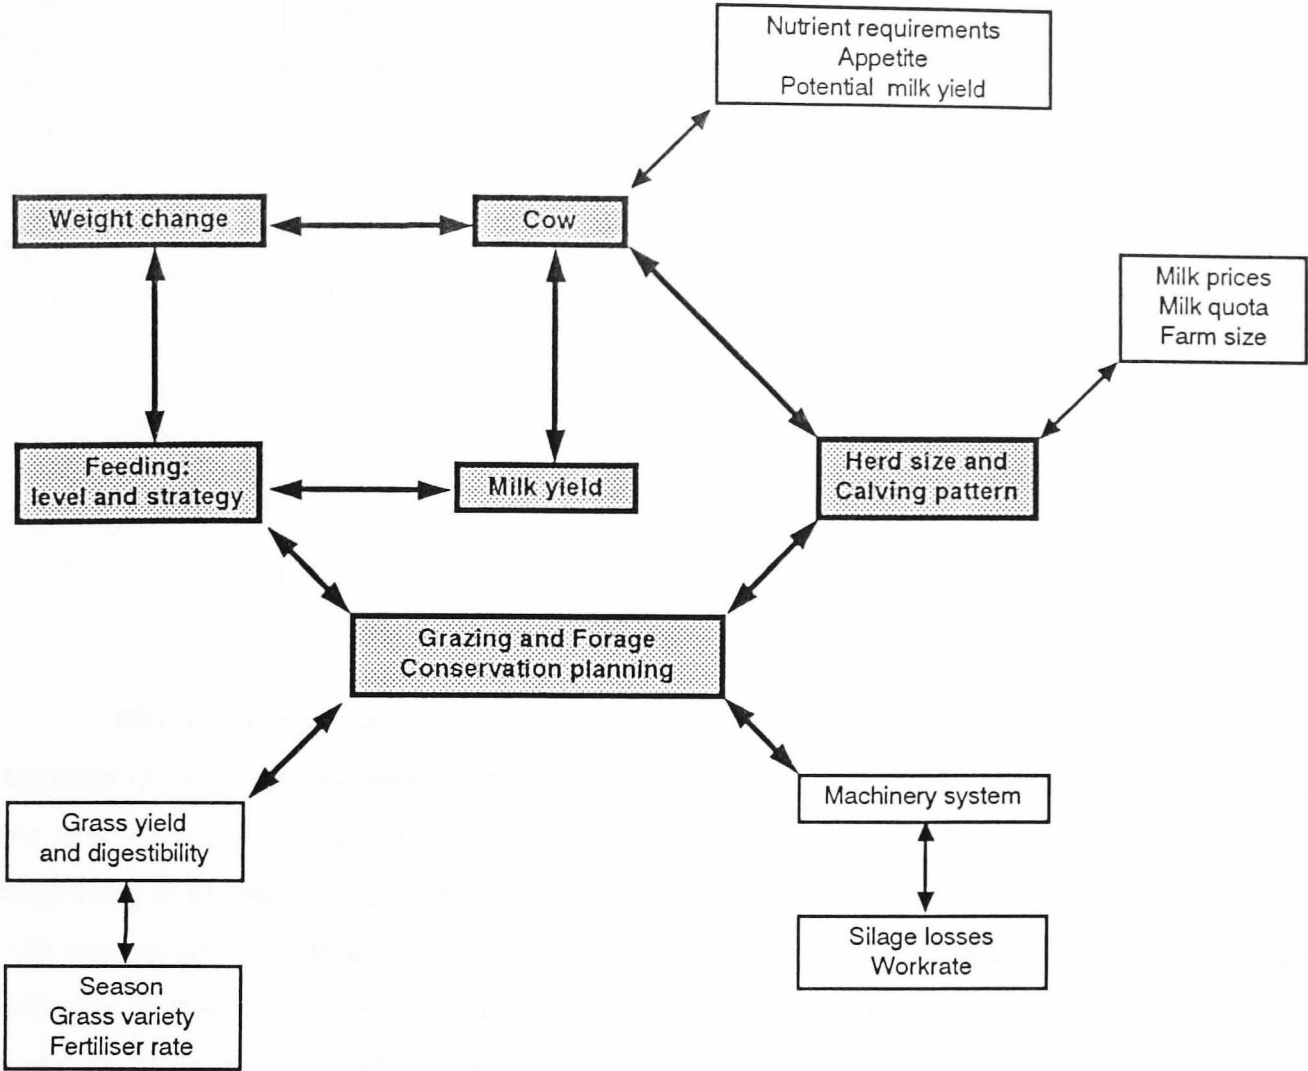 Nutrient requirements
Appetite
Potential milk yield
Weight change
Cow
Milk prices
Milk quota
Farm size
Feeding:
level and strategy
Milk yield
Herd size and
Calving pattern
Grazing and Forage
Conservation planning
Grass yield
and digestibility
Machinery system
Season
Grass variety
Fertiliser rate
Silage losses
Workrate